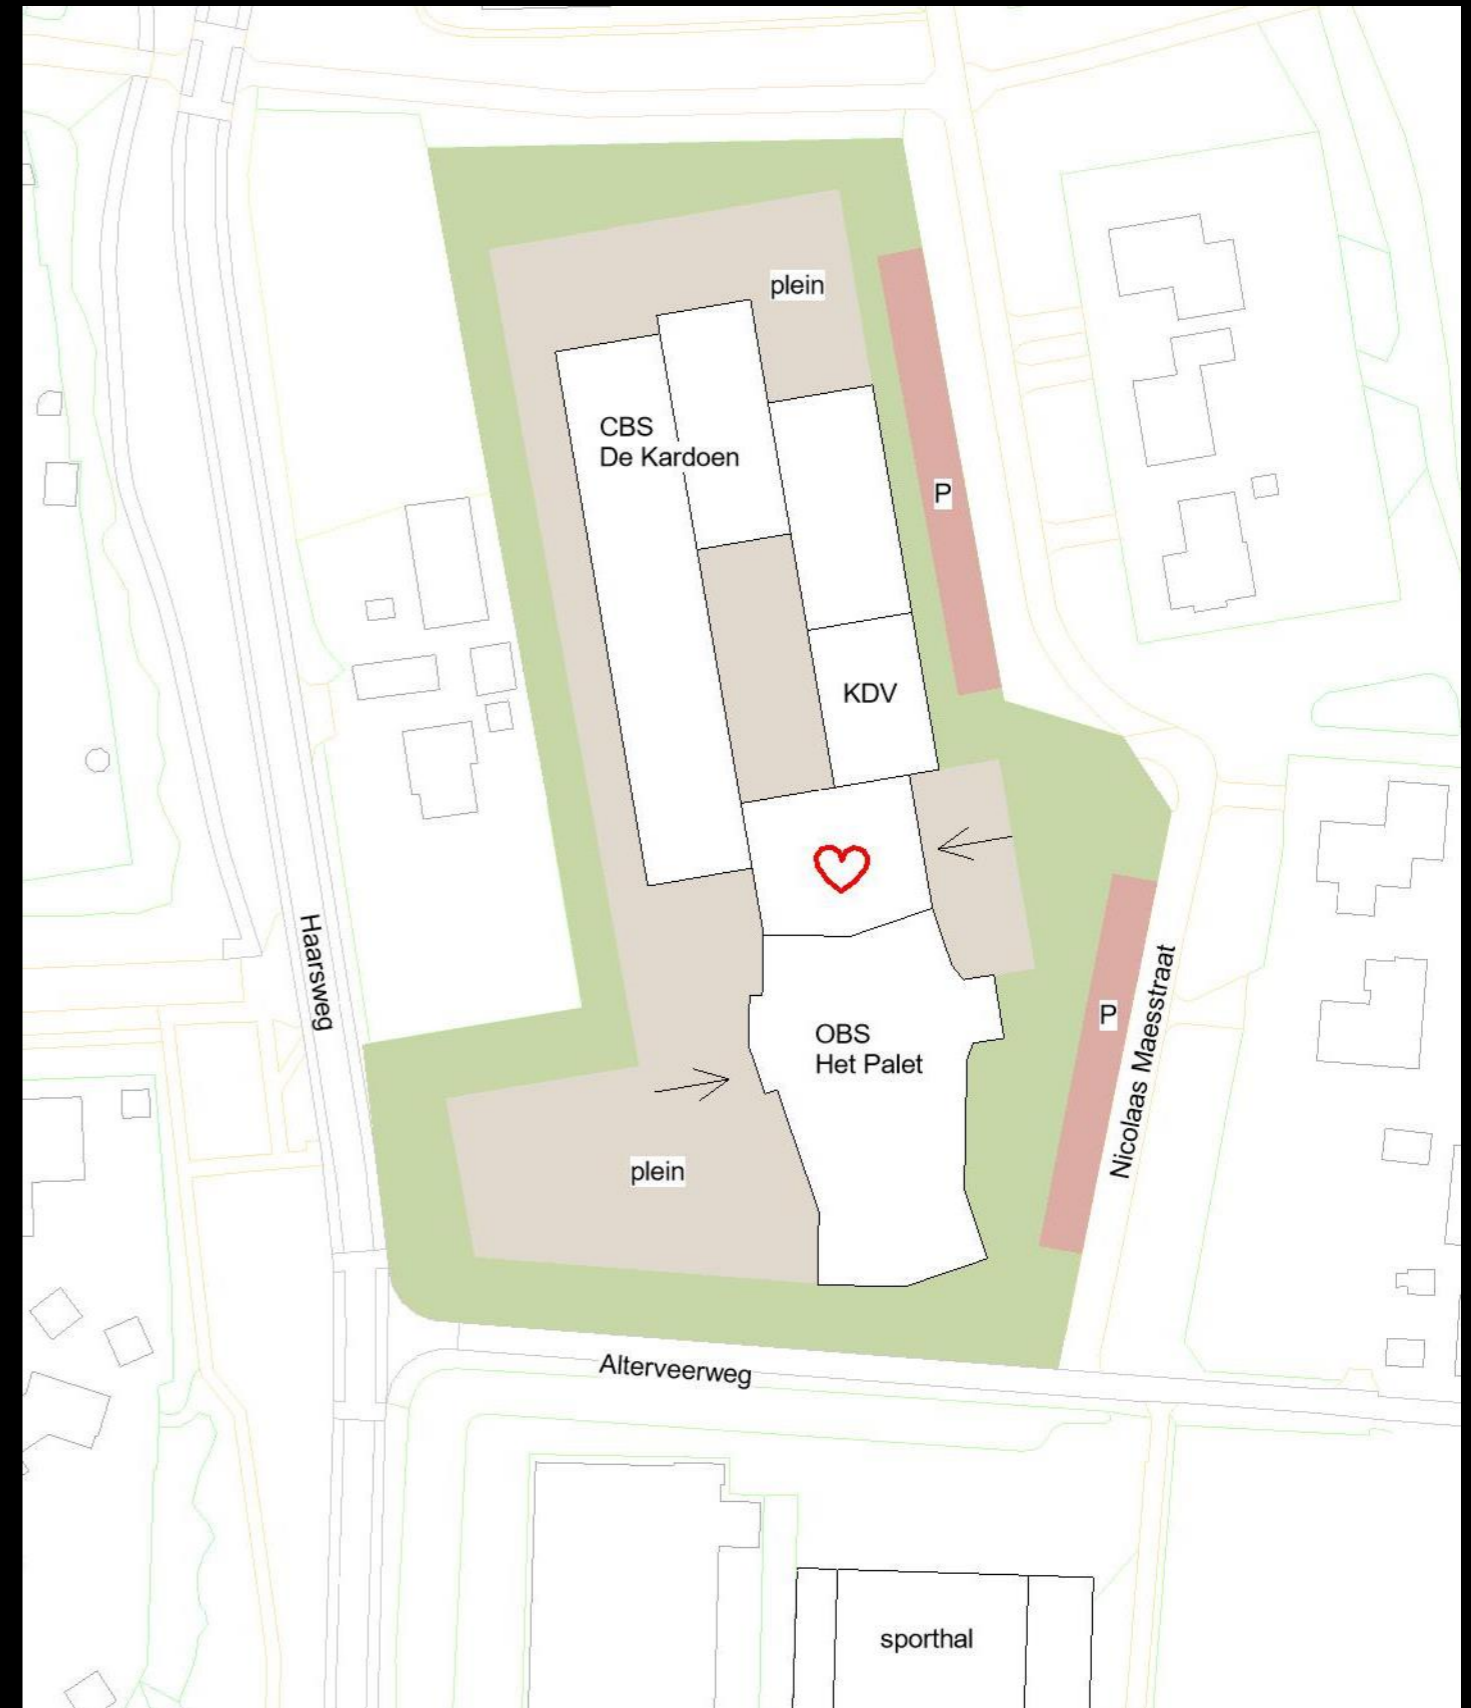 plein
CBS
De Kardoen
P
KDV
Haarsweg
OBS
Het Palet
P
Nicolaas Maesstraat
plein
Alterveerweg
sporthal